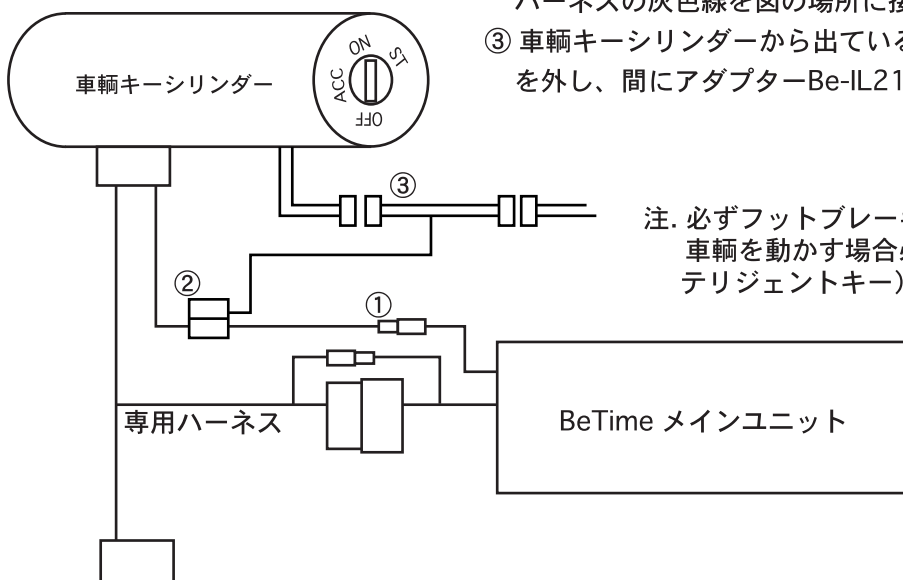 ハーネスの灰色線を図の場所に接
③ 車輌キーシリンダーから出ている
を外し、間にアダプターBe-IL21
車輌キーシリンダー
ACC
ON
ST
OFF
③
注. 必ずフットブレーキ
車輌を動かす場合必
テリジェントキー)
②
①
専用ハーネス
BeTime メインユニット